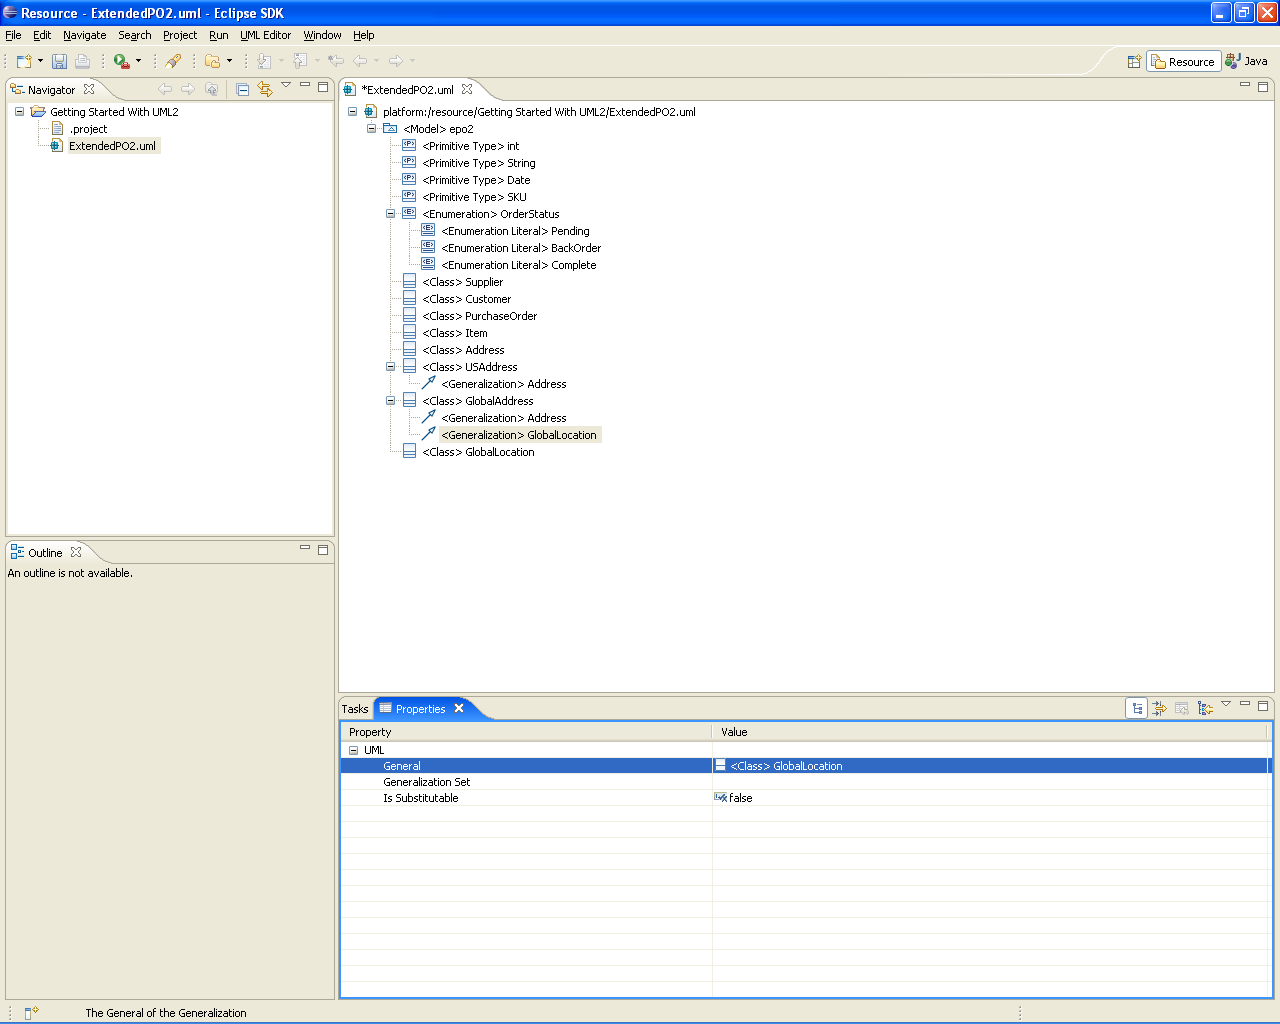 Resource - ExtendedPO2.uml - Eclipse SDK
File Edit Navigate Search Project Run UML Editor Window Help
Resource Java
Navigator
Getting Started With UML2
.project
ExtendedPO2.uml
*ExtendedPO2.uml
platform:/resource/Getting Started With UML2/ExtendedPO2.uml
<Model> epo2
<Primitive Type> int
<Primitive Type> String
<Primitive Type> Date
<Primitive Type> SKU
<Enumeration> OrderStatus
<Enumeration Literal> Pending
<Enumeration Literal> BackOrder
<Enumeration Literal> Complete
<Class> Supplier
<Class> Customer
<Class> PurchaseOrder
<Class> Item
<Class> Address
<Class> USAddress
<Generalization> Address
<Class> GlobalAddress
<Generalization> Address
<Generalization> GlobalLocation
<Class> GlobalLocation
Outline
An outline is not available.
Tasks Properties
Property Value
UML
General <Class> GlobalLocation
Generalization Set
Is Substitutable false
The General of the Generalization